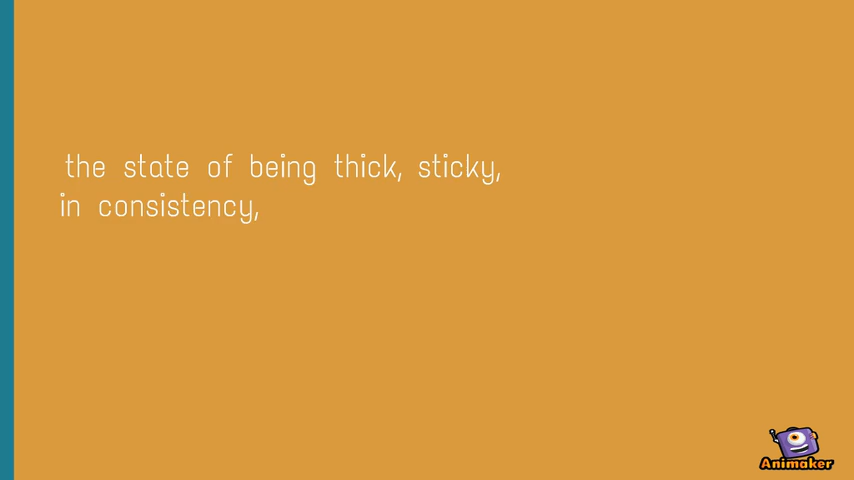 the state of being thick, sticky,
in consistency,
Animaker